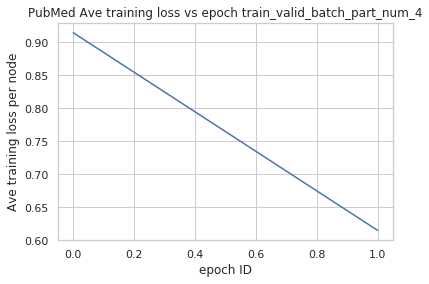 PubMed Ave training loss vs epoch train_valid_batch_part_num_4
Ave training loss per node
0.90
0.85
0.80
0.75
0.70
0.65
0.60
0.0 0.2 0.4 0.6 0.8 1.0
epoch ID